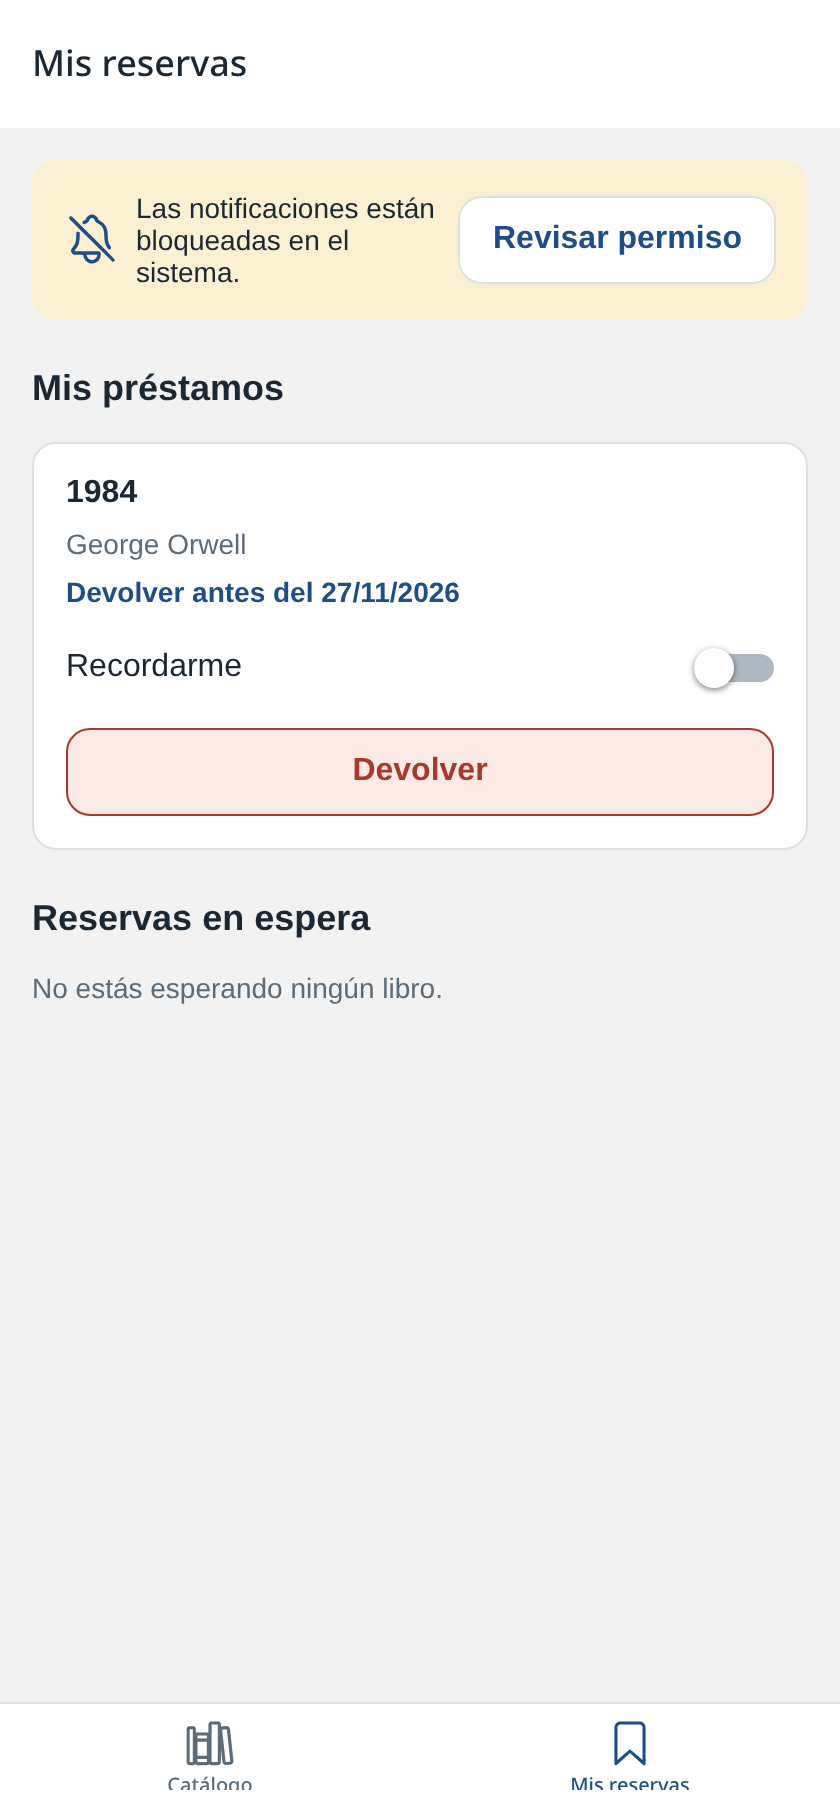 Mis reservas
Las notificaciones están
bloqueadas en el
sistema.
Revisar permiso
Mis préstamos
1984
George Orwell
Devolver antes del 27/11/2026
Recordarme
Devolver
Reservas en espera
No estás esperando ningún libro.
Catálogo
Mis reservas